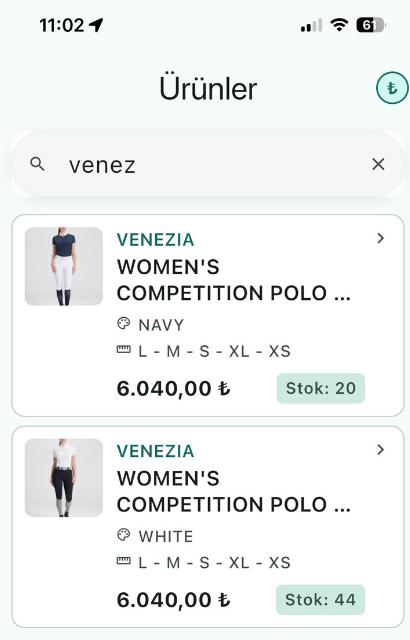 11:02
61
Ürünler
₺
venez
VENEZIA
WOMEN'S
COMPETITION POLO ...
NAVY
L - M - S - XL - XS
6.040,00 ₺
Stok: 20
VENEZIA
WOMEN'S
COMPETITION POLO ...
WHITE
L - M - S - XL - XS
6.040,00 ₺
Stok: 44